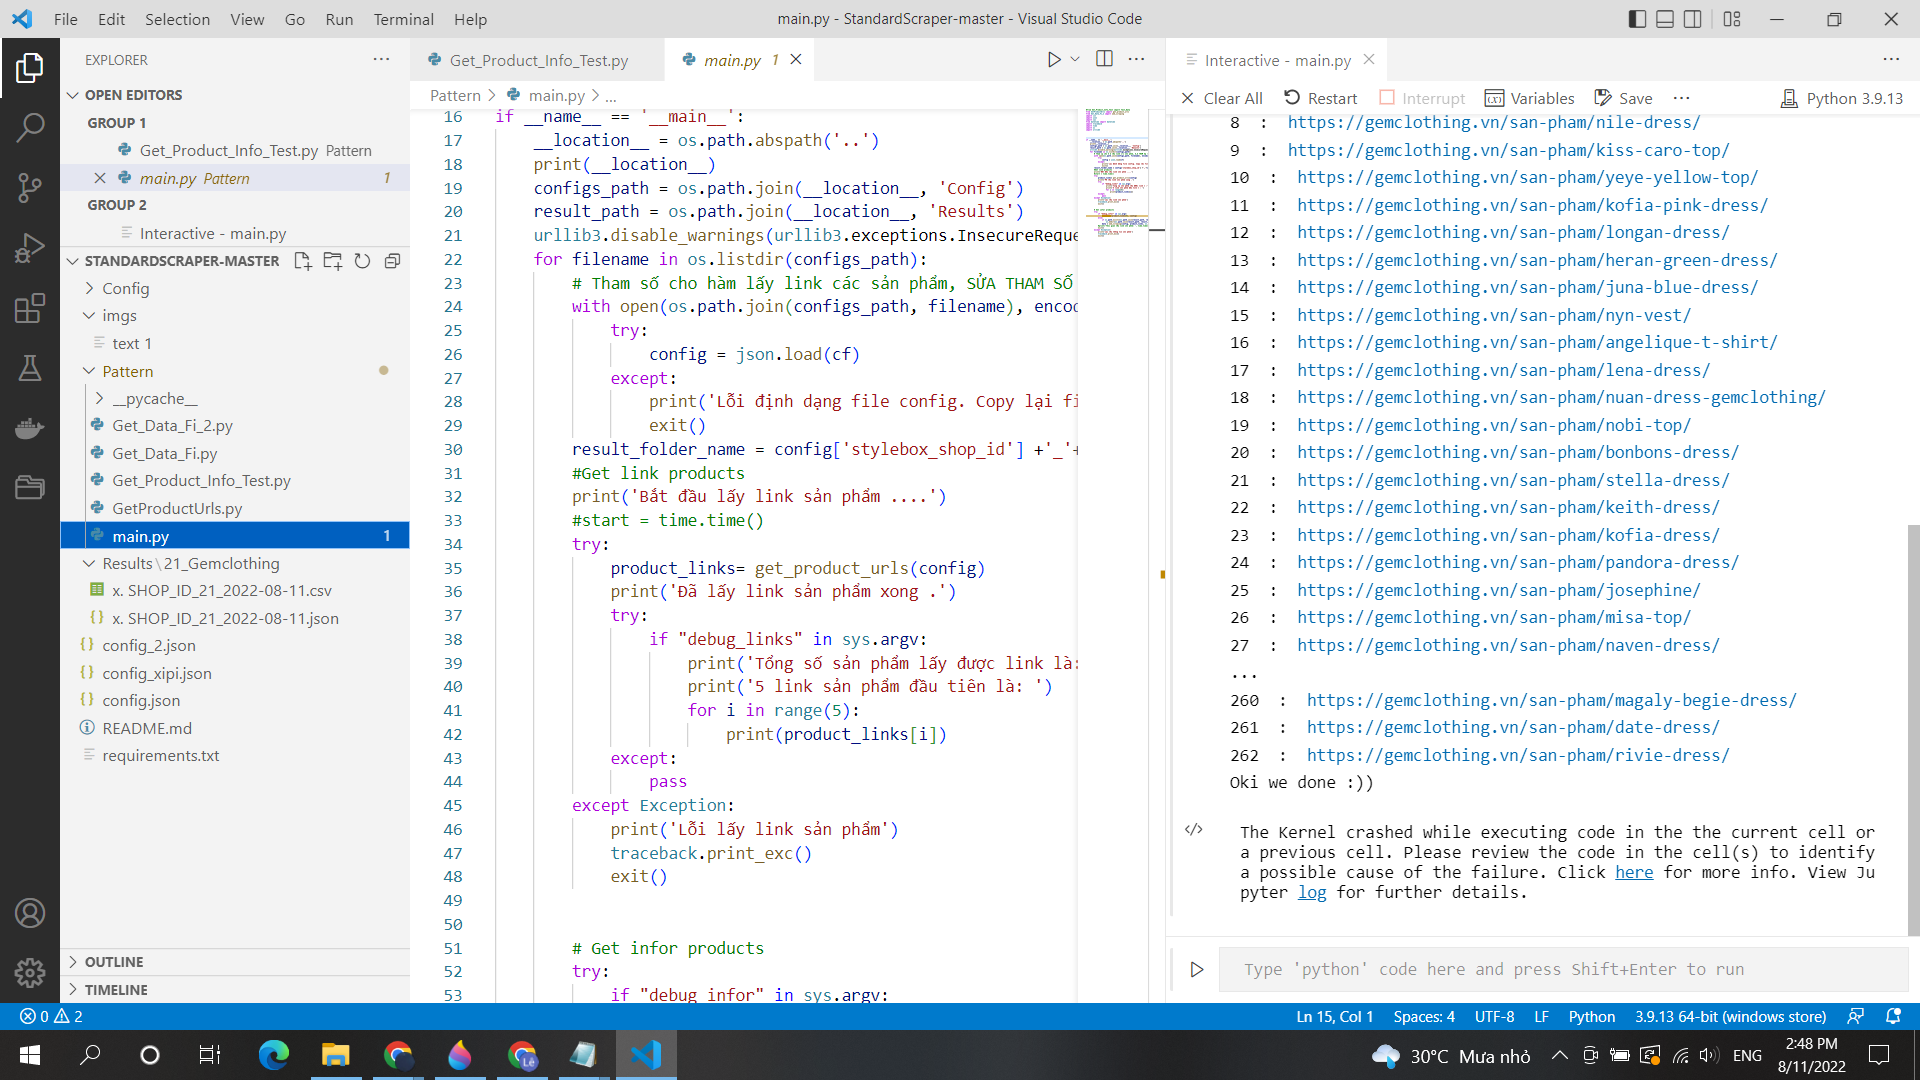 File Edit Selection View Go Run Terminal Help
main.py - StandardScraper-master - Visual Studio Code
EXPLORER
OPEN EDITORS
GROUP 1
Get_Product_Info_Test.py Pattern
main.py Pattern 1
GROUP 2
Interactive - main.py
STANDARDSCRAPER-MASTER
Config
imgs
text 1
Pattern
__pycache__
Get_Data_Fi_2.py
Get_Data_Fi.py
Get_Product_Info_Test.py
GetProductUrls.py
main.py 1
Results\21_Gemclothing
x. SHOP_ID_21_2022-08-11.csv
x. SHOP_ID_21_2022-08-11.json
config_2.json
config_xipi.json
config.json
README.md
requirements.txt
OUTLINE
TIMELINE
Get_Product_Info_Test.py
main.py 1
Pattern > main.py > ...
16 if __name__ == '__main__':
17 __location__ = os.path.abspath('..')
18 print(__location__)
19 configs_path = os.path.join(__location__, 'Config')
20 result_path = os.path.join(__location__, 'Results')
21 urllib3.disable_warnings(urllib3.exceptions.InsecureReque
22 for filename in os.listdir(configs_path):
23 # Tham số cho hàm lấy link các sản phẩm, SỬA THAM SỐ
24 with open(os.path.join(configs_path, filename), encod
25 try:
26 config = json.load(cf)
27 except:
28 print('Lỗi định dạng file config. Copy lại fi
29 exit()
30 result_folder_name = config['stylebox_shop_id'] +'_'+
31 #Get link products
32 print('Bắt đầu lấy link sản phẩm ....')
33 #start = time.time()
34 try:
35 product_links= get_product_urls(config)
36 print('Đã lấy link sản phẩm xong .')
37 try:
38 if "debug_links" in sys.argv:
39 print('Tổng số sản phẩm lấy được link là:
40 print('5 link sản phẩm đầu tiên là: ')
41 for i in range(5):
42 print(product_links[i])
43 except:
44 pass
45 except Exception:
46 print('Lỗi lấy link sản phẩm')
47 traceback.print_exc()
48 exit()
49
50
51 # Get infor products
52 try:
53 if "debug_infor" in sys.argv:
Interactive - main.py
Clear All Restart Interrupt Variables Save ... Python 3.9.13
8 : https://gemclothing.vn/san-pham/nile-dress/
9 : https://gemclothing.vn/san-pham/kiss-caro-top/
10 : https://gemclothing.vn/san-pham/yeye-yellow-top/
11 : https://gemclothing.vn/san-pham/kofia-pink-dress/
12 : https://gemclothing.vn/san-pham/longan-dress/
13 : https://gemclothing.vn/san-pham/heran-green-dress/
14 : https://gemclothing.vn/san-pham/juna-blue-dress/
15 : https://gemclothing.vn/san-pham/nyn-vest/
16 : https://gemclothing.vn/san-pham/angelique-t-shirt/
17 : https://gemclothing.vn/san-pham/lena-dress/
18 : https://gemclothing.vn/san-pham/nuan-dress-gemclothing/
19 : https://gemclothing.vn/san-pham/nobi-top/
20 : https://gemclothing.vn/san-pham/bonbons-dress/
21 : https://gemclothing.vn/san-pham/stella-dress/
22 : https://gemclothing.vn/san-pham/keith-dress/
23 : https://gemclothing.vn/san-pham/kofia-dress/
24 : https://gemclothing.vn/san-pham/pandora-dress/
25 : https://gemclothing.vn/san-pham/josephine/
26 : https://gemclothing.vn/san-pham/misa-top/
27 : https://gemclothing.vn/san-pham/naven-dress/
...
260 : https://gemclothing.vn/san-pham/magaly-begie-dress/
261 : https://gemclothing.vn/san-pham/date-dress/
262 : https://gemclothing.vn/san-pham/rivie-dress/
Oki we done :))
The Kernel crashed while executing code in the the current cell or
a previous cell. Please review the code in the cell(s) to identify
a possible cause of the failure. Click here for more info. View Ju
pyter log for further details.
Type 'python' code here and press Shift+Enter to run
0 2
Ln 15, Col 1 Spaces: 4 UTF-8 LF Python 3.9.13 64-bit (windows store)
30°C Mưa nhỏ ENG
2:48 PM
8/11/2022